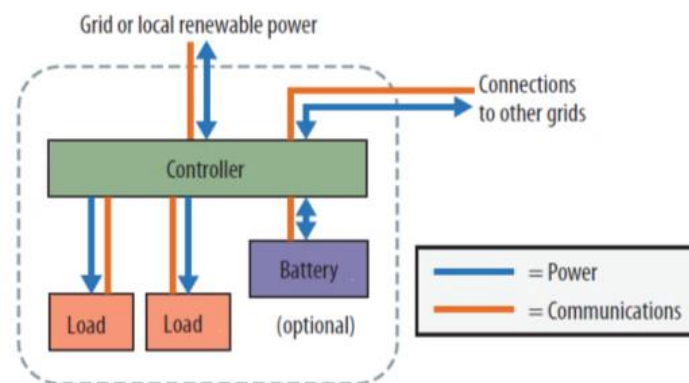 Grid or local renewable power
Connections
to other grids
Controller
Battery
Load
Load
(optional)
= Power
= Communications